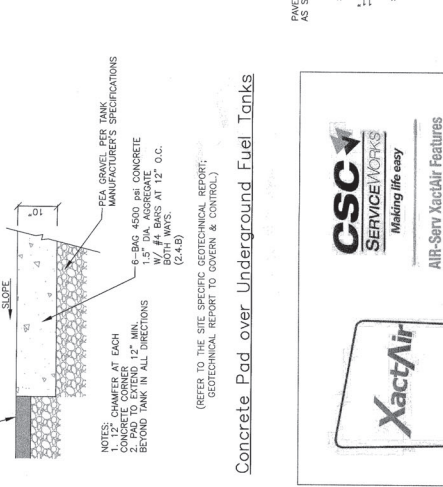 SLOPE
10"
PEA GRAVEL PER TANK
MANUFACTURER'S SPECIFICATIONS
6-BAG 4500 psi CONCRETE
1.5" DIA. AGGREGATE
W/ #4 BARS AT 12" O.C.
BOTH WAYS.
(2.4.B)
NOTES:
1. 12" CHAMFER AT EACH
CONCRETE CORNER
2. PAD TO EXTEND 12" MIN.
BEYOND TANK IN ALL DIRECTIONS
(REFER TO THE SITE SPECIFIC GEOTECHNICAL REPORT;
GEOTECHNICAL REPORT TO GOVERN & CONTROL.)
Concrete Pad over Underground Fuel Tanks
PAVE
AS S
XactAir
CSC
SERVICEWORKS
Making life easy
AIR-Serv XactAir Features